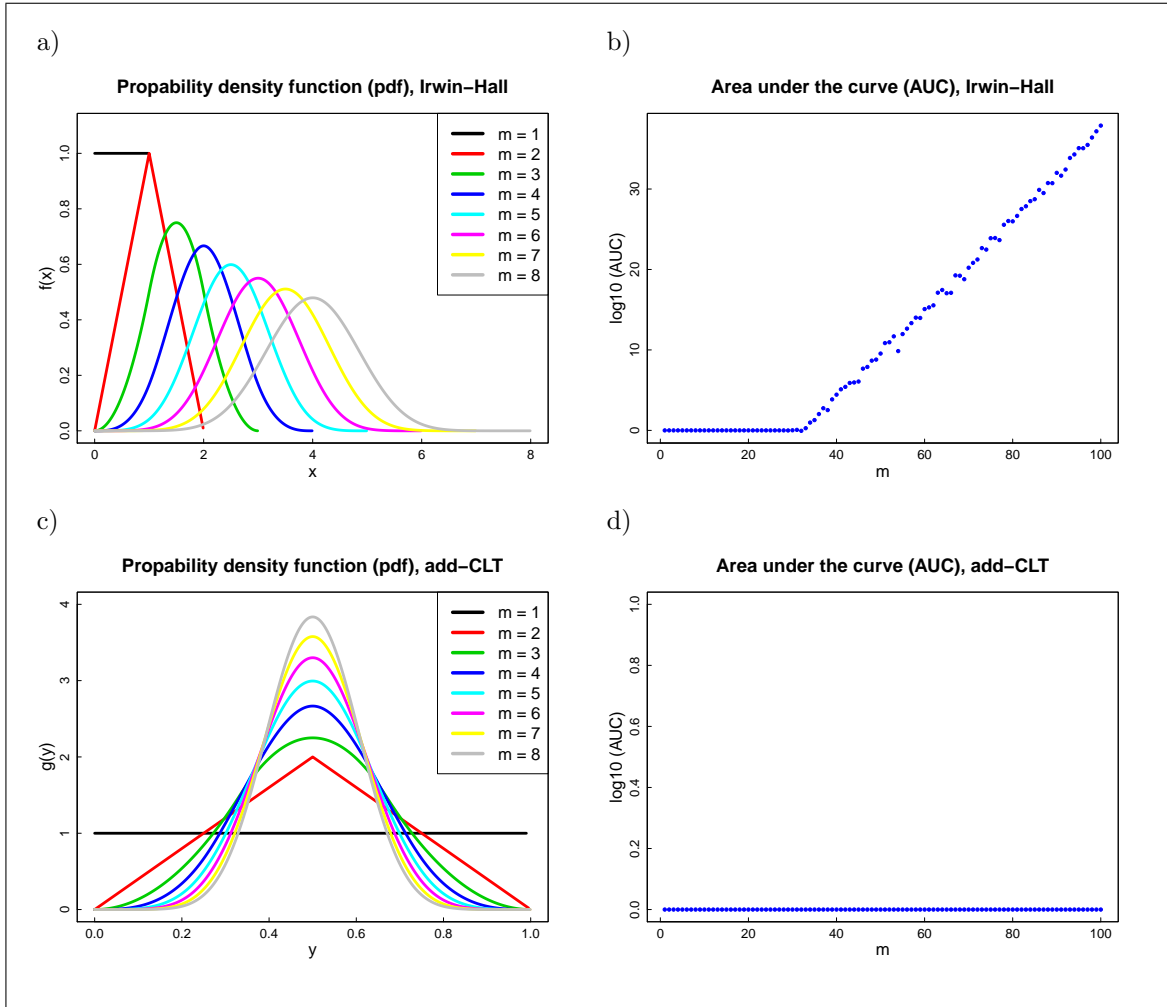 a)
Propability density function (pdf), Irwin−Hall
f(x)
1.0
0.8
0.6
0.4
0.2
0.0
m = 1
m = 2
m = 3
m = 4
m = 5
m = 6
m = 7
m = 8
0 2 4 6 8
x
b)
Area under the curve (AUC), Irwin−Hall
log10 (AUC)
30
20
10
0
0 20 40 60 80 100
m
c)
Propability density function (pdf), add−CLT
g(y)
4
3
2
1
0
m = 1
m = 2
m = 3
m = 4
m = 5
m = 6
m = 7
m = 8
0.0 0.2 0.4 0.6 0.8 1.0
y
d)
Area under the curve (AUC), add−CLT
log10 (AUC)
1.0
0.8
0.6
0.4
0.2
0.0
0 20 40 60 80 100
m